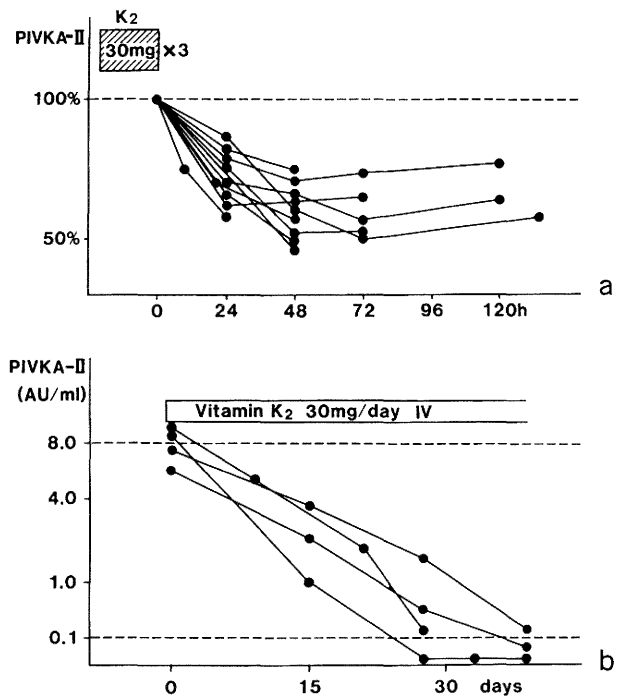 K2
PIVKA-II
30mg ×3
100%
50%
0 24 48 72 96 120h
a
PIVKA-II
(AU/ml)
Vitamin K2 30mg/day IV
8.0
4.0
1.0
0.1
0 15 30 days
b